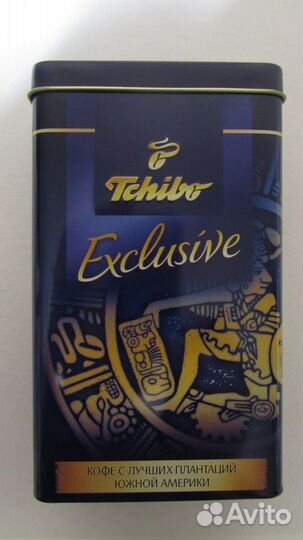 Tchibo
Exclusive
КОФЕ С ЛУЧШИХ ПЛАНТАЦИЙ
ЮЖНОЙ АМЕРИКИ
Avito